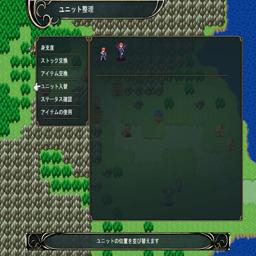 ユニット整理
身支度
ストック交換
アイテム交換
ユニット入替
ステータス確認
アイテムの使用
ユニットの位置を並び替えます